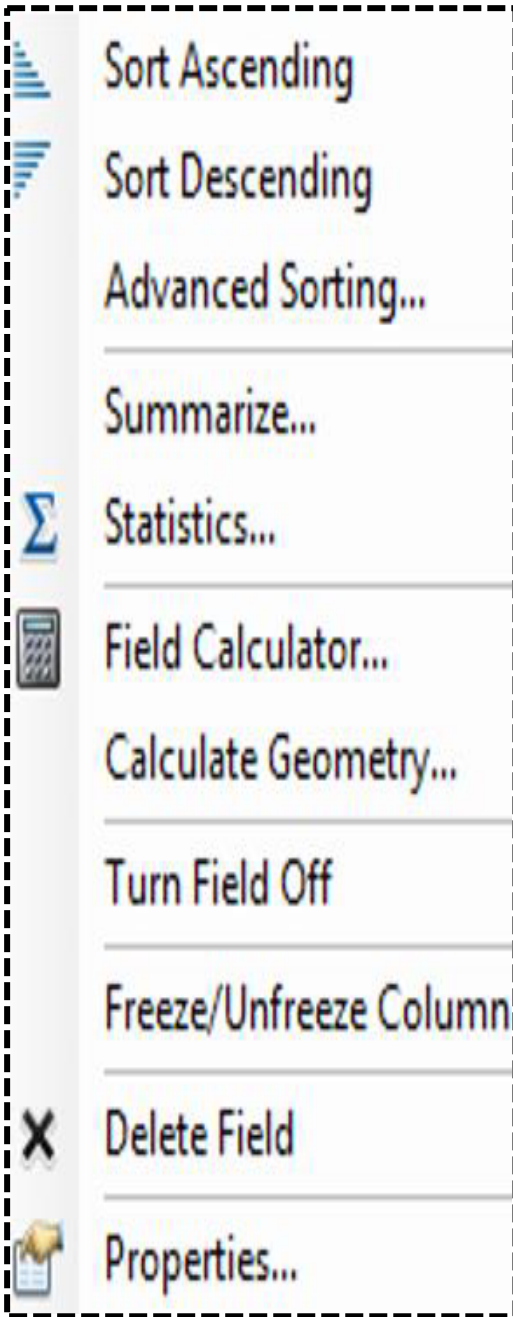 Sort Ascending
Sort Descending
Advanced Sorting...
Summarize...
Σ Statistics...
Field Calculator...
Calculate Geometry...
Turn Field Off
Freeze/Unfreeze Column
Delete Field
Properties...